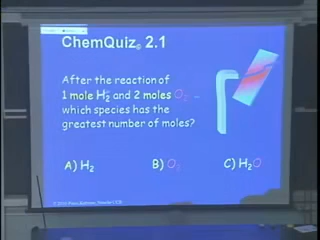 ChemQuiz® 2.1
After the reaction of
1 mole H₂ and 2 moles O₂ –
which species has the
greatest number of moles?
A) H₂ B) O₂ C) H₂O